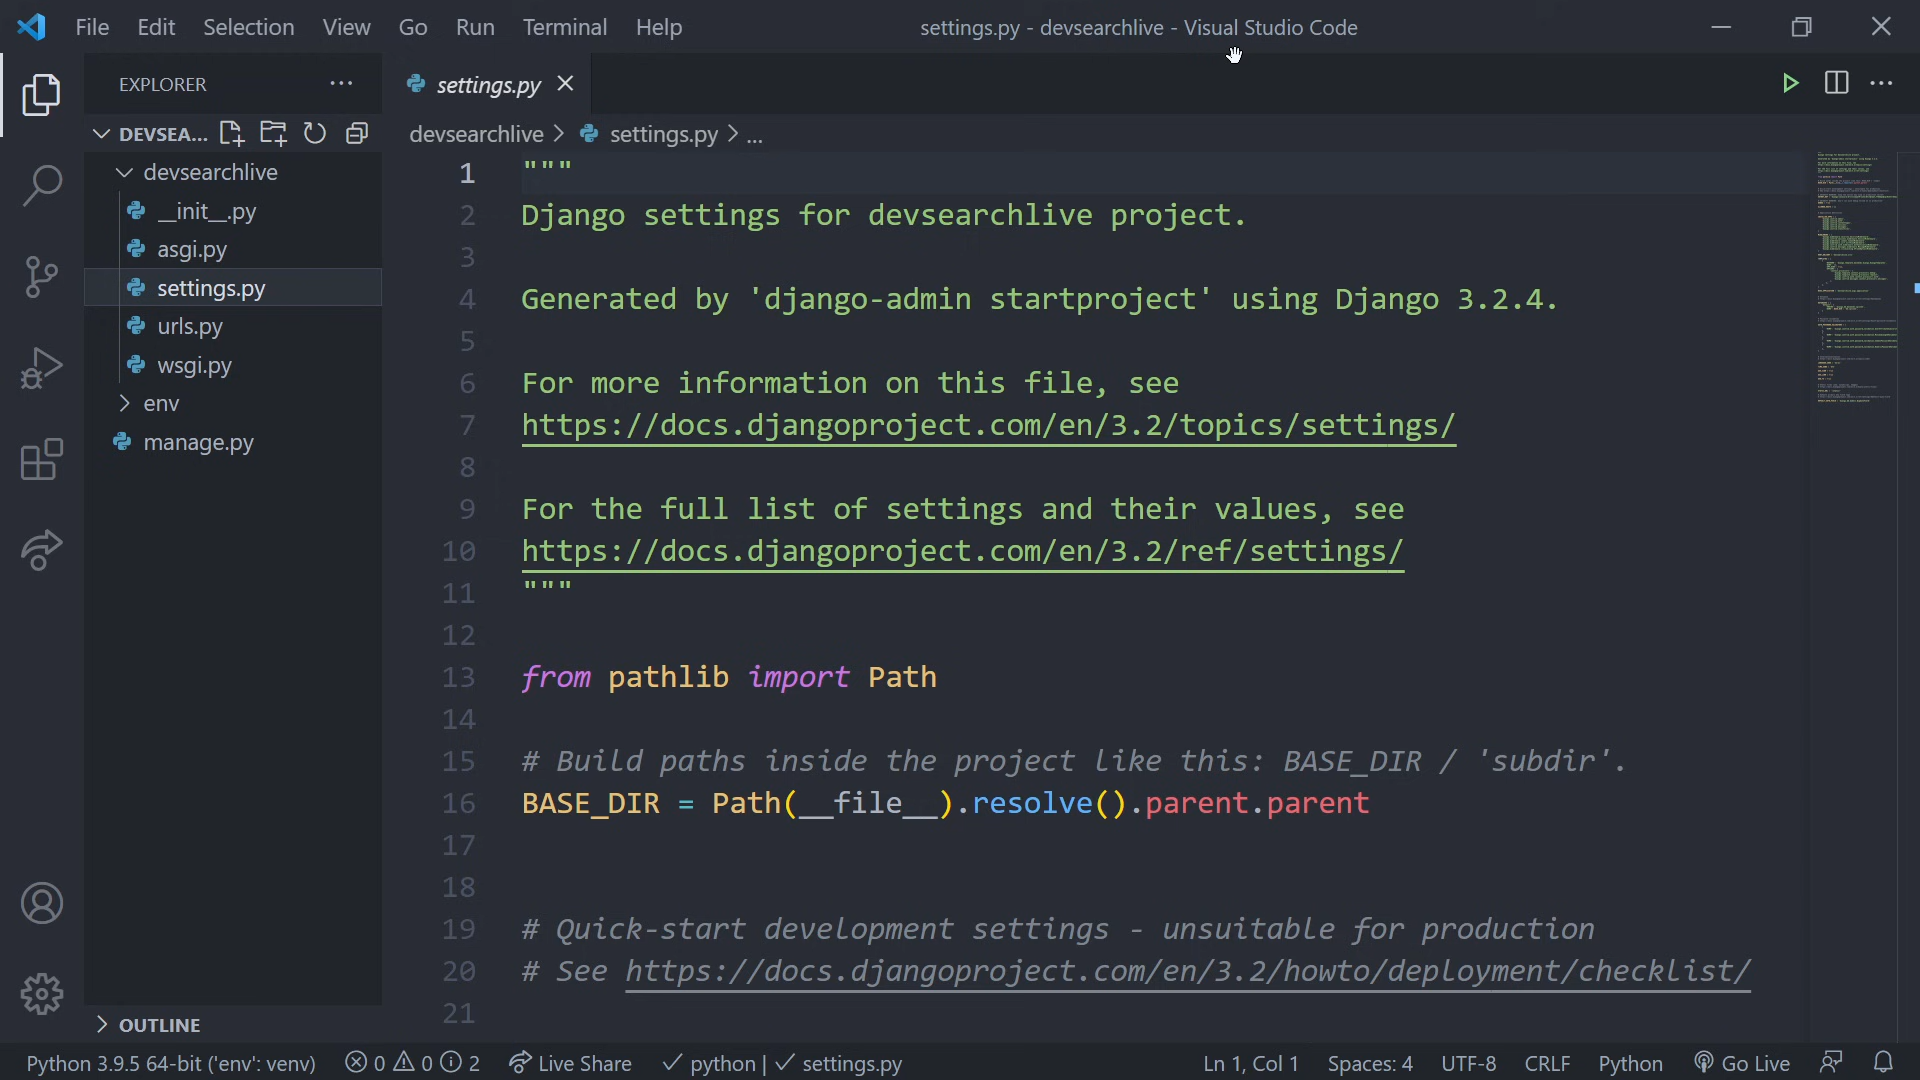 File Edit Selection View Go Run Terminal Help
settings.py - devsearchlive - Visual Studio Code
EXPLORER
DEVSEA...
devsearchlive
__init__.py
asgi.py
settings.py
urls.py
wsgi.py
env
manage.py
OUTLINE
settings.py
devsearchlive > settings.py > ...
1 """
2 Django settings for devsearchlive project.
3
4 Generated by 'django-admin startproject' using Django 3.2.4.
5
6 For more information on this file, see
7 https://docs.djangoproject.com/en/3.2/topics/settings/
8
9 For the full list of settings and their values, see
10 https://docs.djangoproject.com/en/3.2/ref/settings/
11 """
12
13 from pathlib import Path
14
15 # Build paths inside the project like this: BASE_DIR / 'subdir'.
16 BASE_DIR = Path(__file__).resolve().parent.parent
17
18
19 # Quick-start development settings - unsuitable for production
20 # See https://docs.djangoproject.com/en/3.2/howto/deployment/checklist/
21
Python 3.9.5 64-bit ('env': venv) 0 0 2 Live Share python | settings.py Ln 1, Col 1 Spaces: 4 UTF-8 CRLF Python Go Live